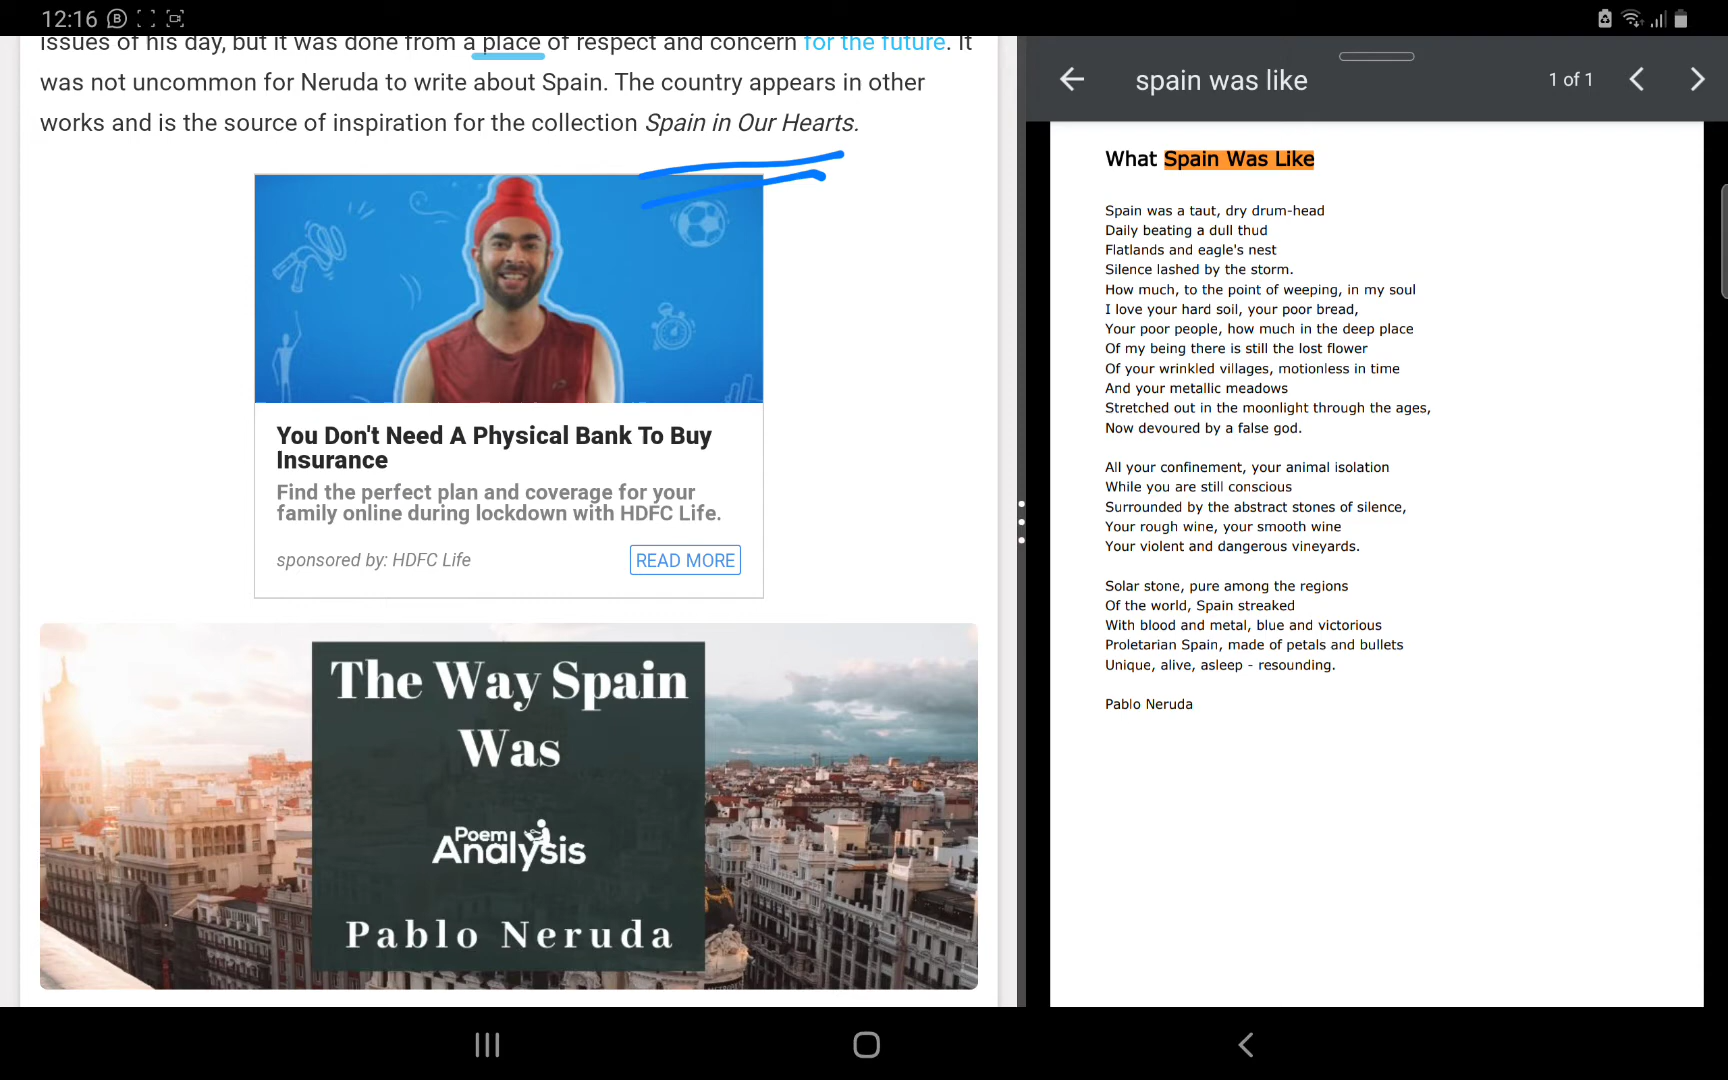 12:16
issues of his day, but it was done from a place of respect and concern for the future. It
was not uncommon for Neruda to write about Spain. The country appears in other
works and is the source of inspiration for the collection Spain in Our Hearts.
You Don't Need A Physical Bank To Buy
Insurance
Find the perfect plan and coverage for your
family online during lockdown with HDFC Life.
sponsored by: HDFC Life
READ MORE
The Way Spain
Was
Poem
Analysis
Pablo Neruda
spain was like
1 of 1
What Spain Was Like
Spain was a taut, dry drum-head
Daily beating a dull thud
Flatlands and eagle's nest
Silence lashed by the storm.
How much, to the point of weeping, in my soul
I love your hard soil, your poor bread,
Your poor people, how much in the deep place
Of my being there is still the lost flower
Of your wrinkled villages, motionless in time
And your metallic meadows
Stretched out in the moonlight through the ages,
Now devoured by a false god.
All your confinement, your animal isolation
While you are still conscious
Surrounded by the abstract stones of silence,
Your rough wine, your smooth wine
Your violent and dangerous vineyards.
Solar stone, pure among the regions
Of the world, Spain streaked
With blood and metal, blue and victorious
Proletarian Spain, made of petals and bullets
Unique, alive, asleep - resounding.
Pablo Neruda